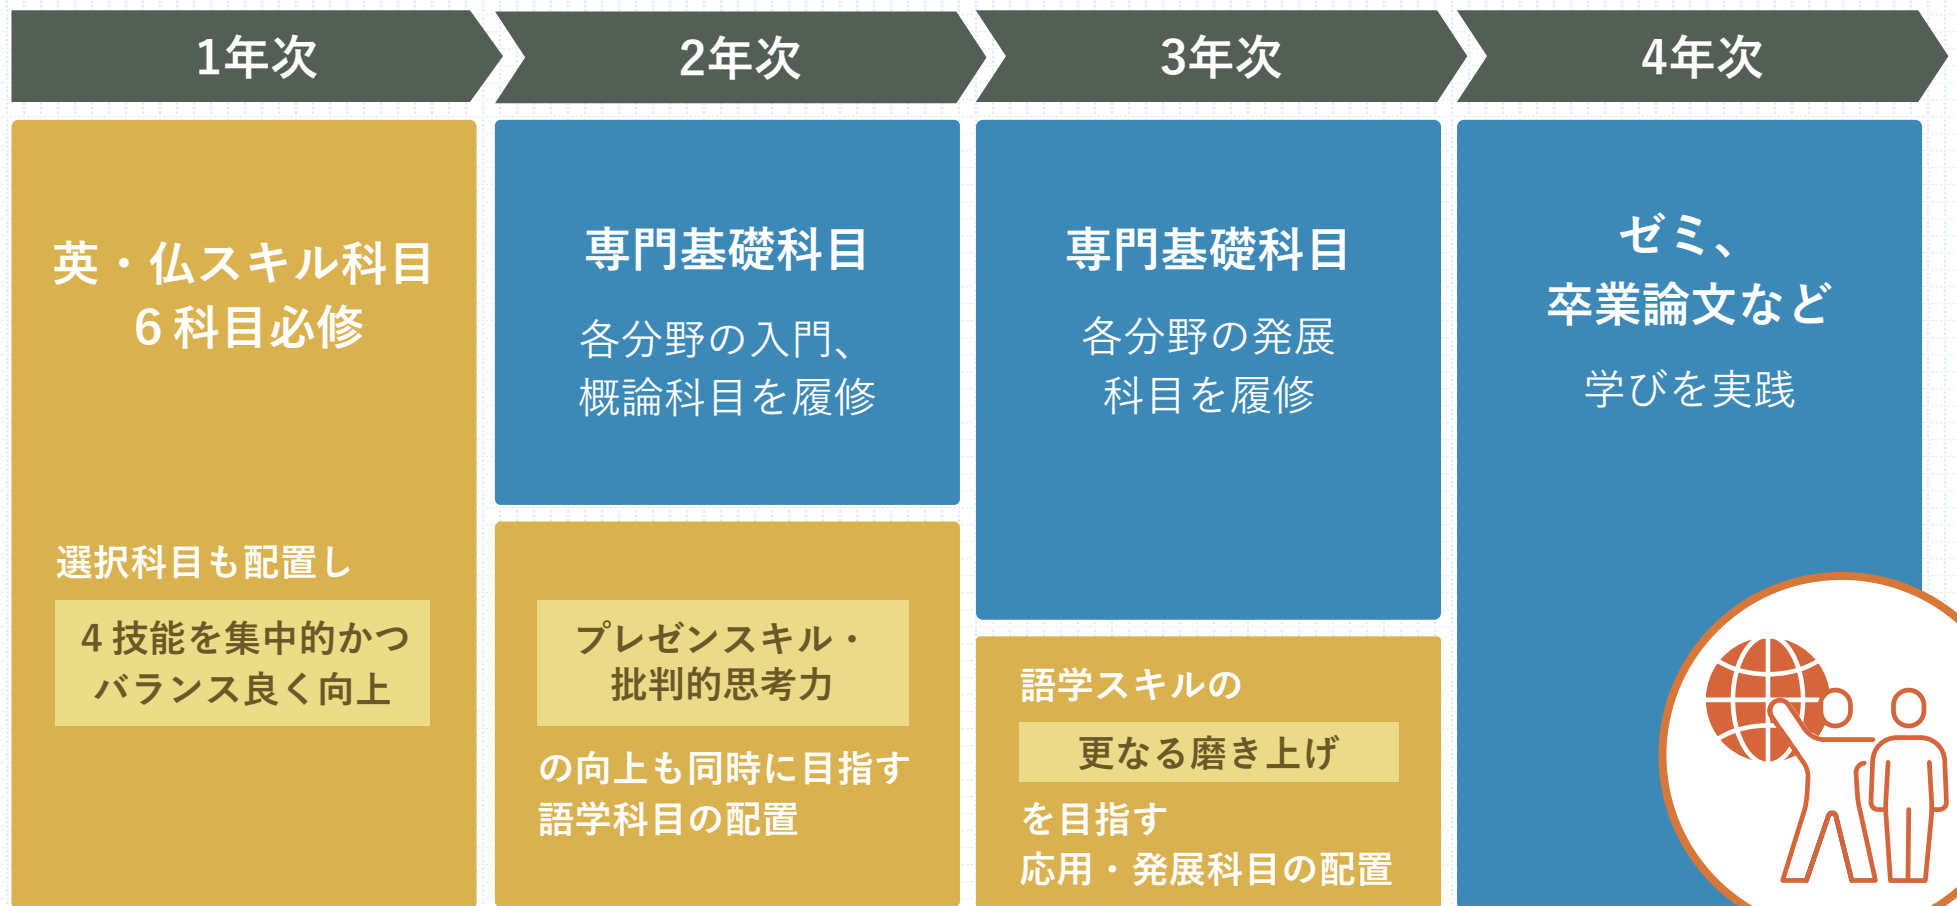 1年次
2年次
3年次
4年次
英・仏スキル科目
6科目必修
選択科目も配置し
4技能を集中的かつ
バランス良く向上
専門基礎科目
各分野の入門、
概論科目を履修
プレゼンスキル・
批判的思考力
の向上も同時に目指す
語学科目の配置
専門基礎科目
各分野の発展
科目を履修
語学スキルの
更なる磨き上げ
を目指す
応用・発展科目の配置
ゼミ、
卒業論文など
学びを実践